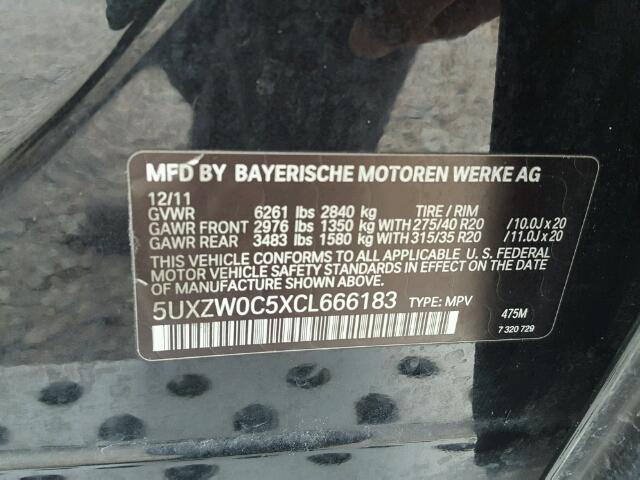 MFD BY BAYERISCHE MOTOREN WERKE AG
12/11
GVWR 6261 lbs 2840 kg TIRE / RIM
GAWR FRONT 2976 lbs 1350 kg WITH 275/40 R20 /10.0J x 20
GAWR REAR 3483 lbs 1580 kg WITH 315/35 R20 /11.0J x 20
THIS VEHICLE CONFORMS TO ALL APPLICABLE U.S. FEDERAL
MOTOR VEHICLE SAFETY STANDARDS IN EFFECT ON THE DATE OF
MANUFACTURE SHOWN ABOVE.
5UXZW0C5XCL666183 TYPE: MPV 475M
7 320 729